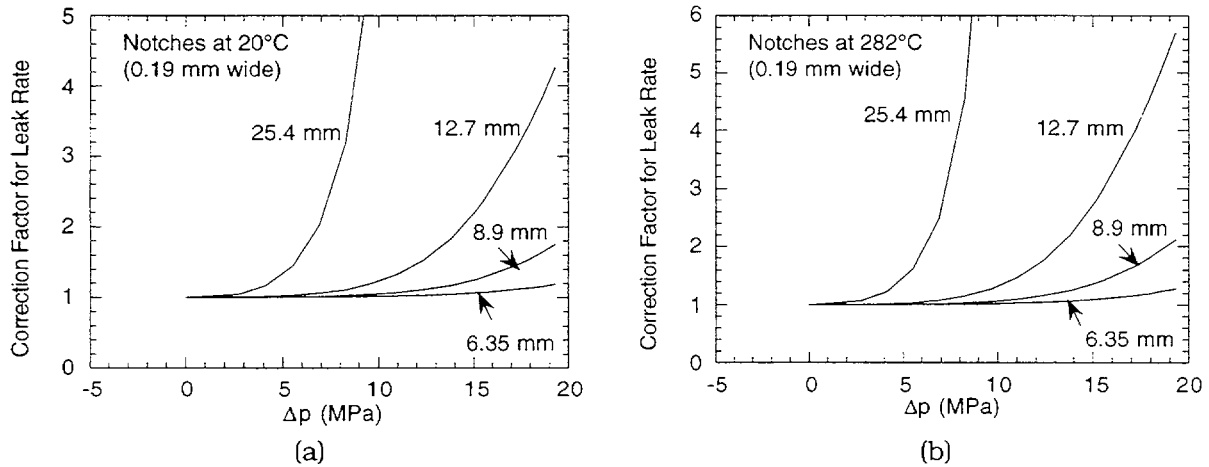 5
4
3
2
1
0
Correction Factor for Leak Rate
Notches at 20°C
(0.19 mm wide)
25.4 mm
12.7 mm
8.9 mm
6.35 mm
-5 0 5 10 15 20
Δp (MPa)
(a)
6
5
4
3
2
1
0
Correction Factor for Leak Rate
Notches at 282°C
(0.19 mm wide)
25.4 mm
12.7 mm
8.9 mm
6.35 mm
-5 0 5 10 15 20
Δp (MPa)
(b)